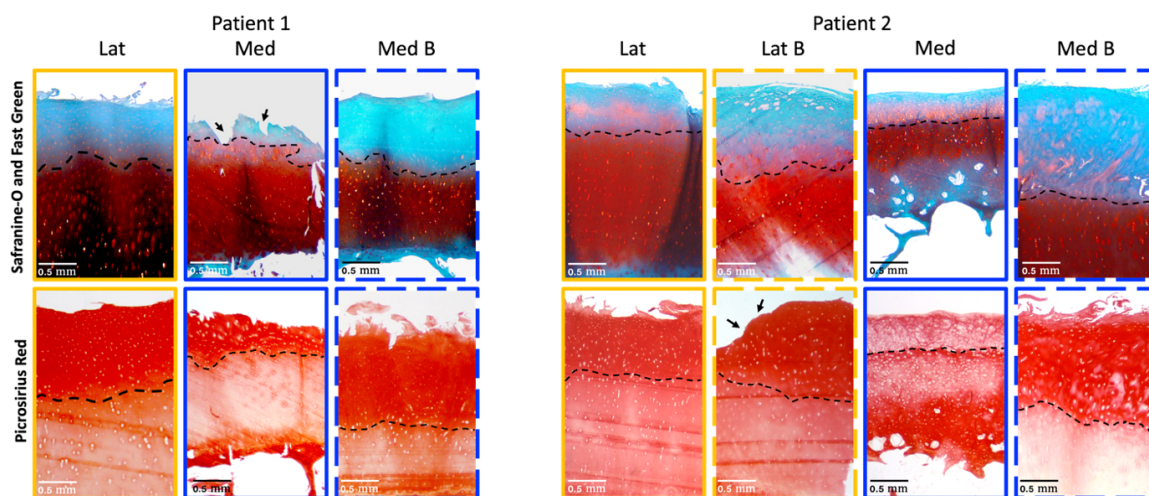 Patient 1
Patient 2
Lat Med Med B
Lat Lat B Med Med B
Safranine-O and Fast Green
0.5 mm 0.5 mm 0.5 mm 0.5 mm 0.5 mm 0.5 mm 0.5 mm
Picrosirius Red
0.5 mm 0.5 mm 0.5 mm 0.5 mm 0.5 mm 0.5 mm 0.5 mm